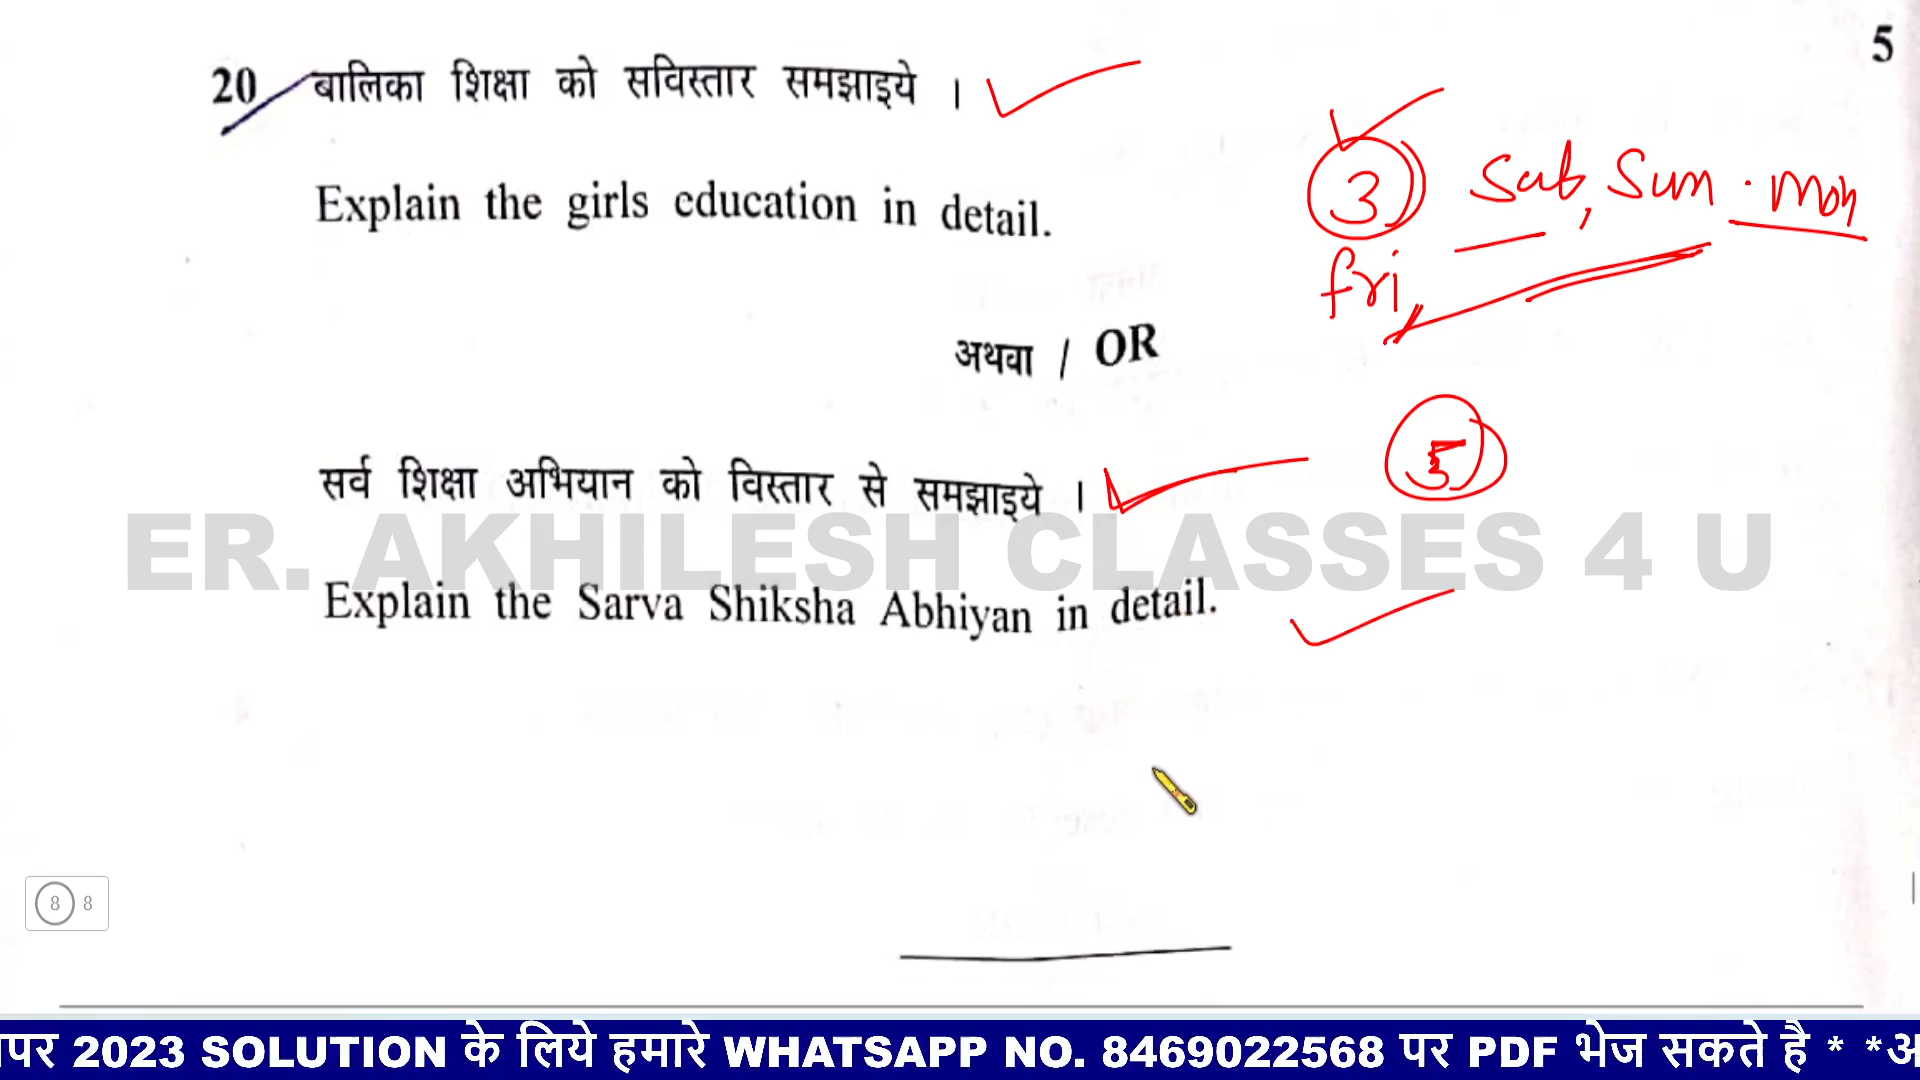 5
20 बालिका शिक्षा को सविस्तार समझाइये ।
Explain the girls education in detail.
3 Sat, Sun . Mon
fri,
अथवा / OR
5
सर्व शिक्षा अभियान को विस्तार से समझाइये ।
ER. AKHILESH CLASSES 4 U
Explain the Sarva Shiksha Abhiyan in detail.
8 8
पर 2023 SOLUTION के लिये हमारे WHATSAPP NO. 8469022568 पर PDF भेज सकते है * *अ